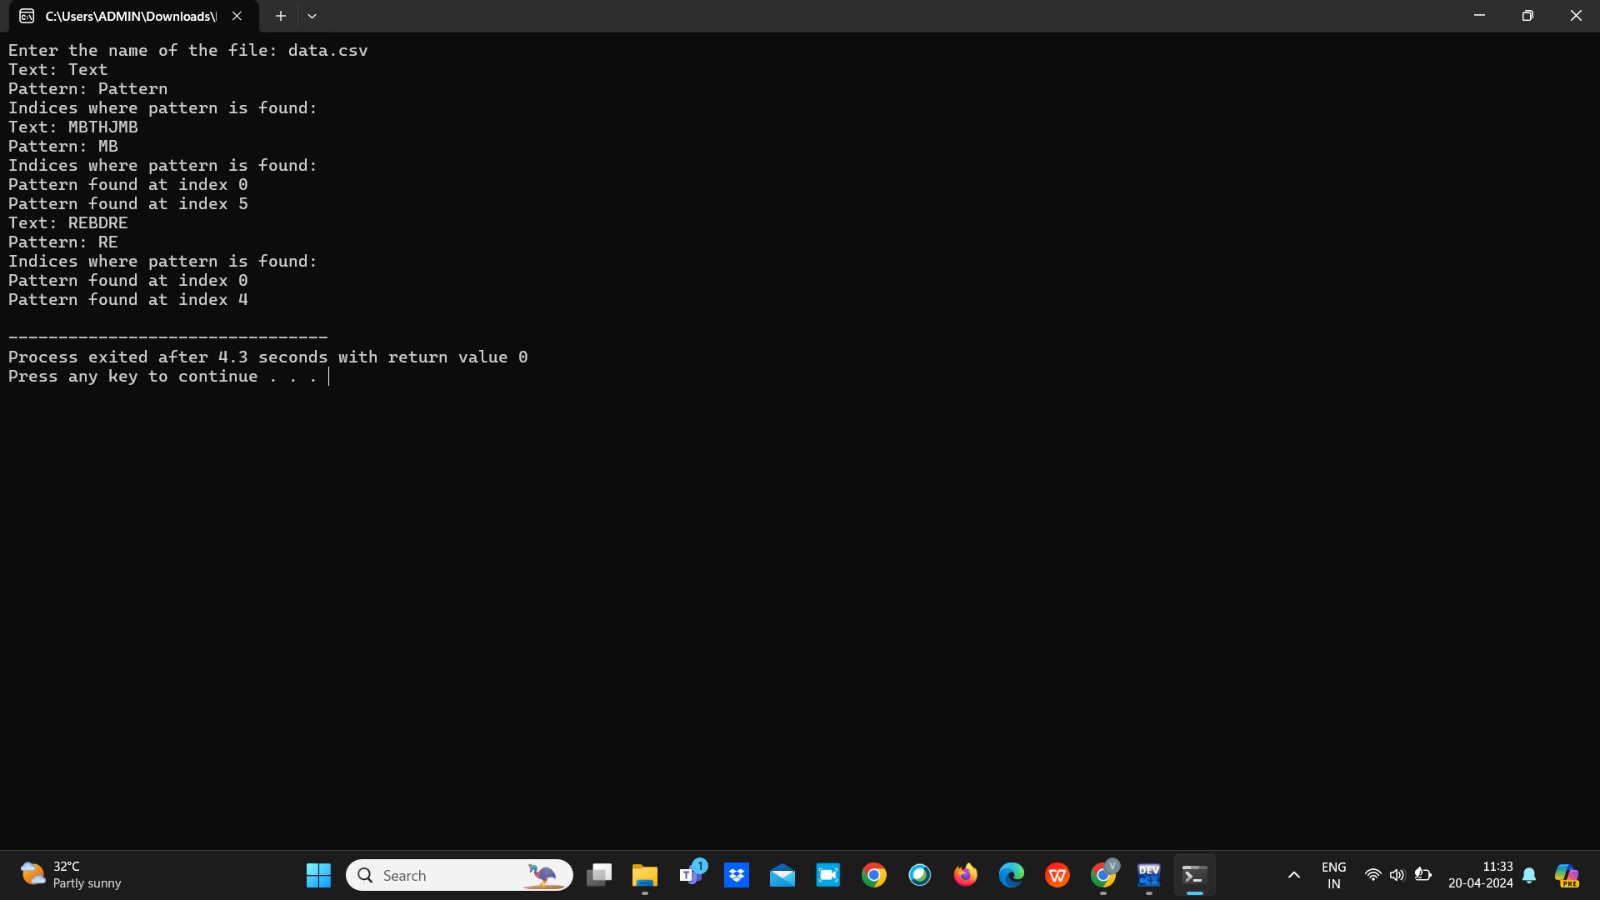 C:\Users\ADMIN\Downloads\
Enter the name of the file: data.csv
Text: Text
Pattern: Pattern
Indices where pattern is found:
Text: MBTHJMB
Pattern: MB
Indices where pattern is found:
Pattern found at index 0
Pattern found at index 5
Text: REBDRE
Pattern: RE
Indices where pattern is found:
Pattern found at index 0
Pattern found at index 4
--------------------------------
Process exited after 4.3 seconds with return value 0
Press any key to continue . . .
32°C
Partly sunny
Search
1
V
DEV
ENG
IN
11:33
20-04-2024
PRE